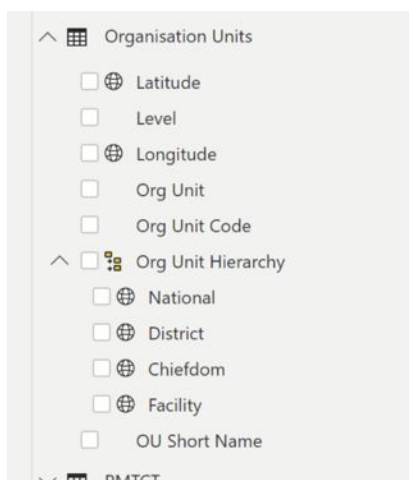 Organisation Units
Latitude
Level
Longitude
Org Unit
Org Unit Code
Org Unit Hierarchy
National
District
Chiefdom
Facility
OU Short Name
PMTCT